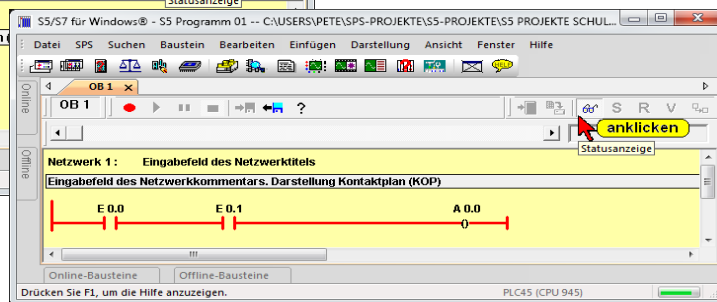 Statusanzeige
S5/S7 für Windows® - S5 Programm 01 -- C:\USERS\PETE\SPS-PROJEKTE\S5-PROJEKTE\S5 PROJEKTE SCHUL...
Datei SPS Suchen Baustein Bearbeiten Einfügen Darstellung Ansicht Fenster Hilfe
OB 1 x
Online
OB 1 ? S R V
anklicken
Statusanzeige
Offline
Netzwerk 1 : Eingabefeld des Netzwerktitels
Eingabefeld des Netzwerkkommentars. Darstellung Kontaktplan (KOP)
E 0.0 E 0.1 A 0.0
Online-Bausteine Offline-Bausteine
Drücken Sie F1, um die Hilfe anzuzeigen. PLC45 (CPU 945)